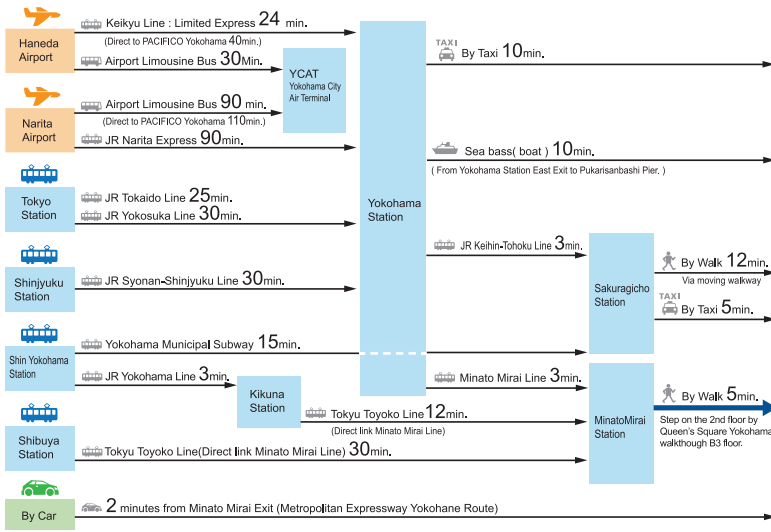 Haneda
Airport
Keikyu Line : Limited Express 24 min.
(Direct to PACIFICO Yokohama 40min.)
Airport Limousine Bus 30Min.
YCAT
Yokohama City
Air Terminal
Narita
Airport
Airport Limousine Bus 90 min.
(Direct to PACIFICO Yokohama 110min.)
JR Narita Express 90min.
Tokyo
Station
JR Tokaido Line 25min.
JR Yokosuka Line 30min.
Shinjyuku
Station
JR Syonan-Shinjyuku Line 30min.
Shin Yokohama
Station
Yokohama Municipal Subway 15min.
JR Yokohama Line 3min.
Kikuna
Station
Tokyu Toyoko Line 12min.
(Direct link Minato Mirai Line)
Shibuya
Station
Tokyu Toyoko Line(Direct link Minato Mirai Line) 30min.
Yokohama
Station
TAXI
By Taxi 10min.
Sea bass( boat ) 10min.
( From Yokohama Station East Exit to Pukarisanbashi Pier. )
JR Keihin-Tohoku Line 3min.
Sakuragicho
Station
By Walk 12min.
Via moving walkway
TAXI
By Taxi 5min.
Minato Mirai Line 3min.
MinatoMirai
Station
By Walk 5min.
Step on the 2nd floor by
Queen's Square Yokohama
walkthough B3 floor.
By Car
2 minutes from Minato Mirai Exit (Metropolitan Expressway Yokohane Route)